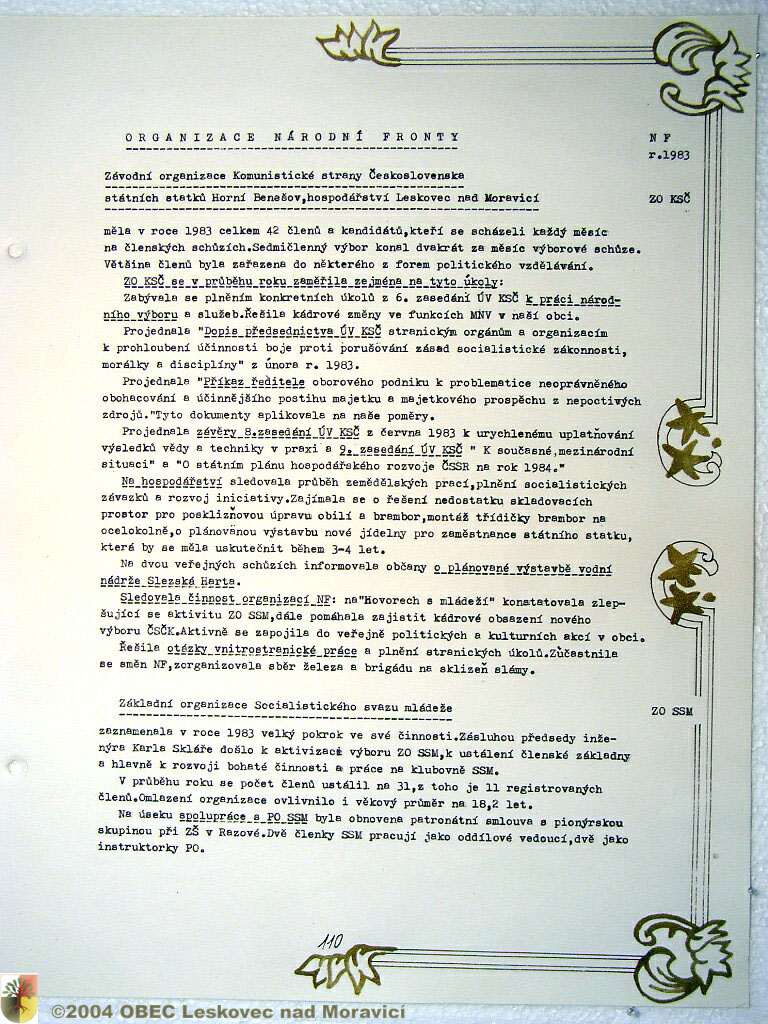 ORGANIZACE NÁRODNÍ FRONTY
N F
r.1983
Závodní organizace Komunistické strany Československa
státních statků Horní Benešov,hospodářství Leskovec nad Moravicí
ZO KSČ
měla v roce 1983 celkem 42 členů a kandidátů,kteří se scházeli každý měsíc
na členských schůzích.Sedmičlenný výbor konal dvakrát za měsíc výborové schůze.
Většina členů byla zařazena do některého z forem politického vzdělávání.
ZO KSČ se v průběhu roku zaměřila zejména na tyto úkoly:
Zabývala se plněním konkretních úkolů z 6. zasedání ÚV KSČ k práci národ-
ního výboru a služeb.Řešila kádrové změny ve funkcích MNV v naší obci.
Projednala "Dopis předsednictva ÚV KSČ stranickým orgánům a organizacím
k prohloubení účinnosti boje proti porušování zásad socialistické zákonnosti,
morálky a disciplíny" z února r. 1983.
Projednala "Příkaz ředitele oborového podniku k problematice neoprávněného
obohacování a účinnějšího postihu majetku a majetkového prospěchu z nepoctivých
zdrojů."Tyto dokumenty aplikovala na naše poměry.
Projednala závěry 8.zasedání ÚV KSČ z června 1983 k urychlenému uplatňování
výsledků vědy a techniky v praxi a 9. zasedání ÚV KSČ " K současné,mezinárodní
situaci" a "O státním plánu hospodářského rozvoje ČSSR na rok 1984."
Na hospodářství sledovala průběh zemědělských prací,plnění socialistických
závazků a rozvoj iniciativy.Zajímala se o řešení nedostatku skladovacích
prostor pro posklizňovou úpravu obilí a brambor,montáž třídičky brambor na
ocelokolně,o plánovanou výstavbu nové jídelny pro zaměstnance státního statku,
která by se měla uskutečnit během 3-4 let.
Na dvou veřejných schůzích informovala občany o plánované výstavbě vodní
nádrže Slezská Harta.
Sledovala činnost organizací NF: na"Hovorech s mládeží" konstatovala zlep-
šující se aktivitu ZO SSM,dále pomáhala zajistit kádrové obsazení nového
výboru ČSČK.Aktivně se zapojila do veřejně politických a kulturních akcí v obci.
Řešila otázky vnitrostranické práce a plnění stranických úkolů.Zúčastnila
se směn NF,zorganizovala sběr železa a brigádu na sklizeň slámy.
Základní organizace Socialistického svazu mládeže
ZO SSM
zaznamenala v roce 1983 velký pokrok ve své činnosti.Zásluhou předsedy inže-
nýra Karla Skláře došlo k aktivizaci výboru ZO SSM,k ustálení členské základny
a hlavně k rozvoji bohaté činnosti a práce na klubovně SSM.
V průběhu roku se počet členů ustálil na 31,z toho je 11 registrovaných
členů.Omlazení organizace ovlivnilo i věkový průměr na 18,2 let.
Na úseku spolupráce s PO SSM byla obnovena patronátní smlouva s pionýrskou
skupinou při ZŠ v Razové.Dvě členky SSM pracují jako oddílové vedoucí,dvě jako
instruktorky PO.
110
©2004 OBEC Leskovec nad Moravicí